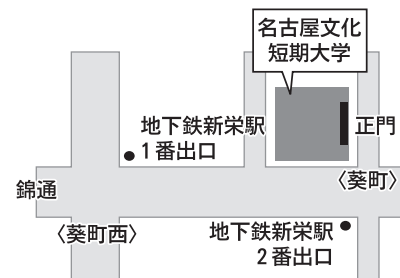 名古屋文化
短期大学
地下鉄新栄駅
1番出口
正門
錦通
〈葵町〉
〈葵町西〉
地下鉄新栄駅
2番出口